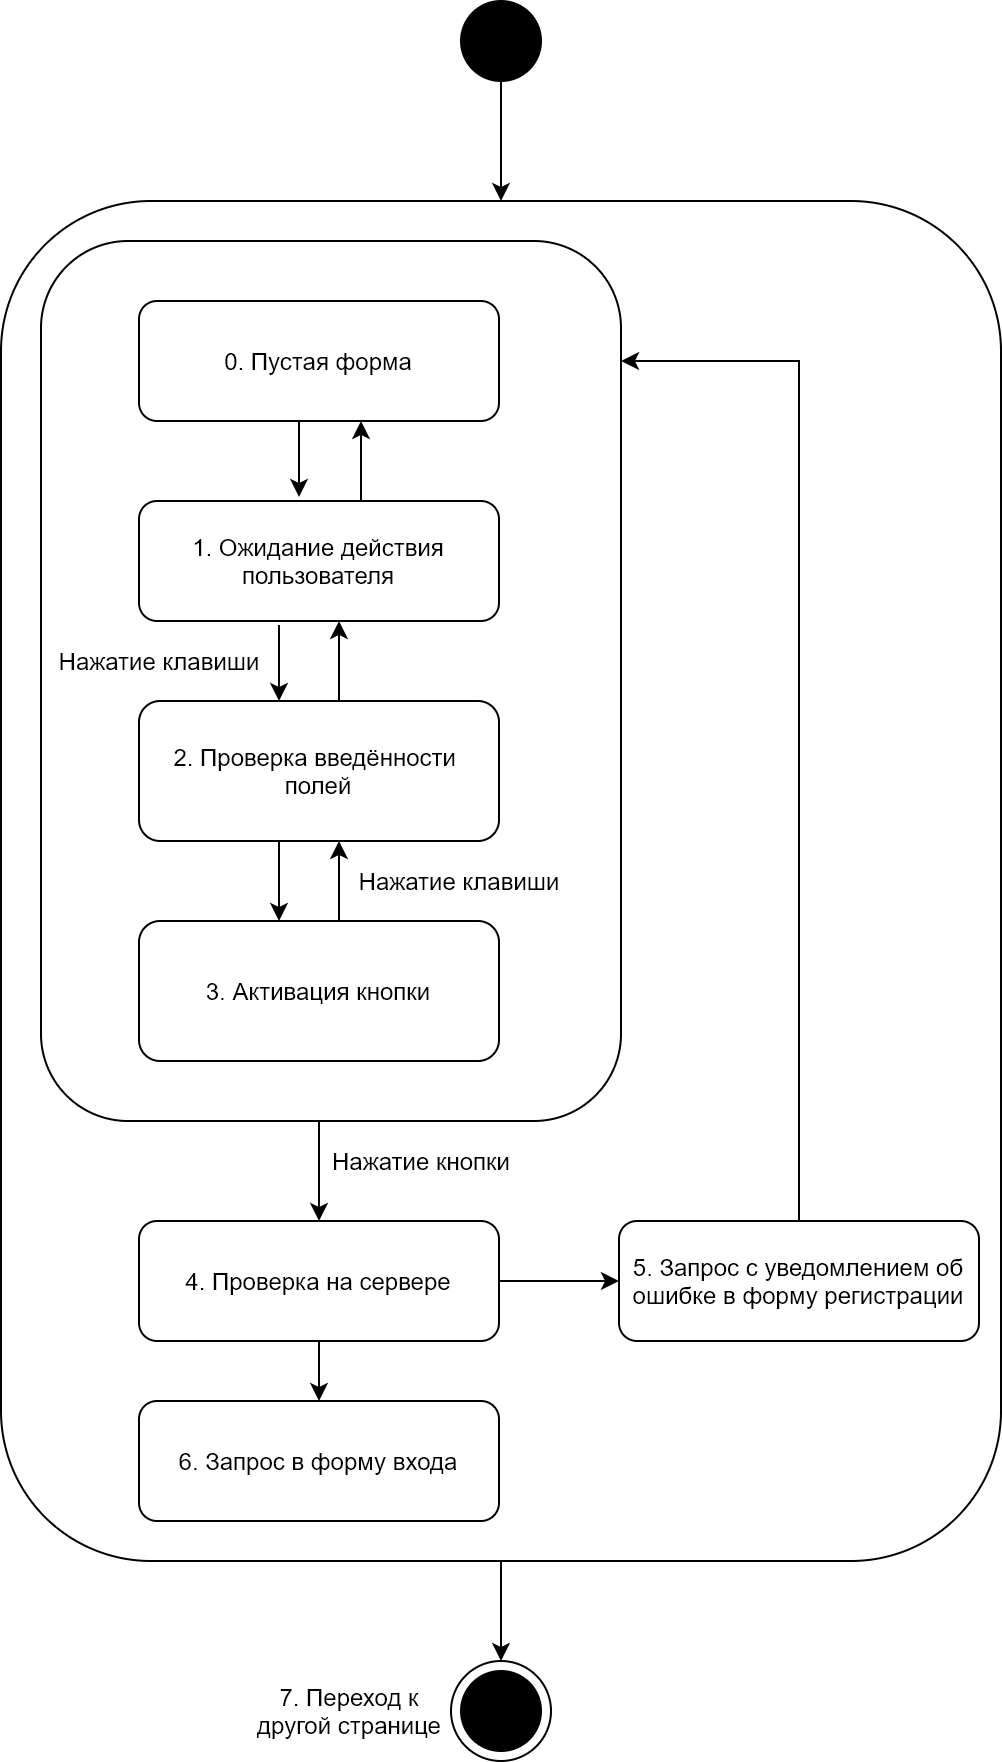 0. Пустая форма
1. Ожидание действия
пользователя
Нажатие клавиши
2. Проверка введённости
полей
Нажатие клавиши
3. Активация кнопки
Нажатие кнопки
4. Проверка на сервере
5. Запрос с уведомлением об
ошибке в форму регистрации
6. Запрос в форму входа
7. Переход к
другой странице